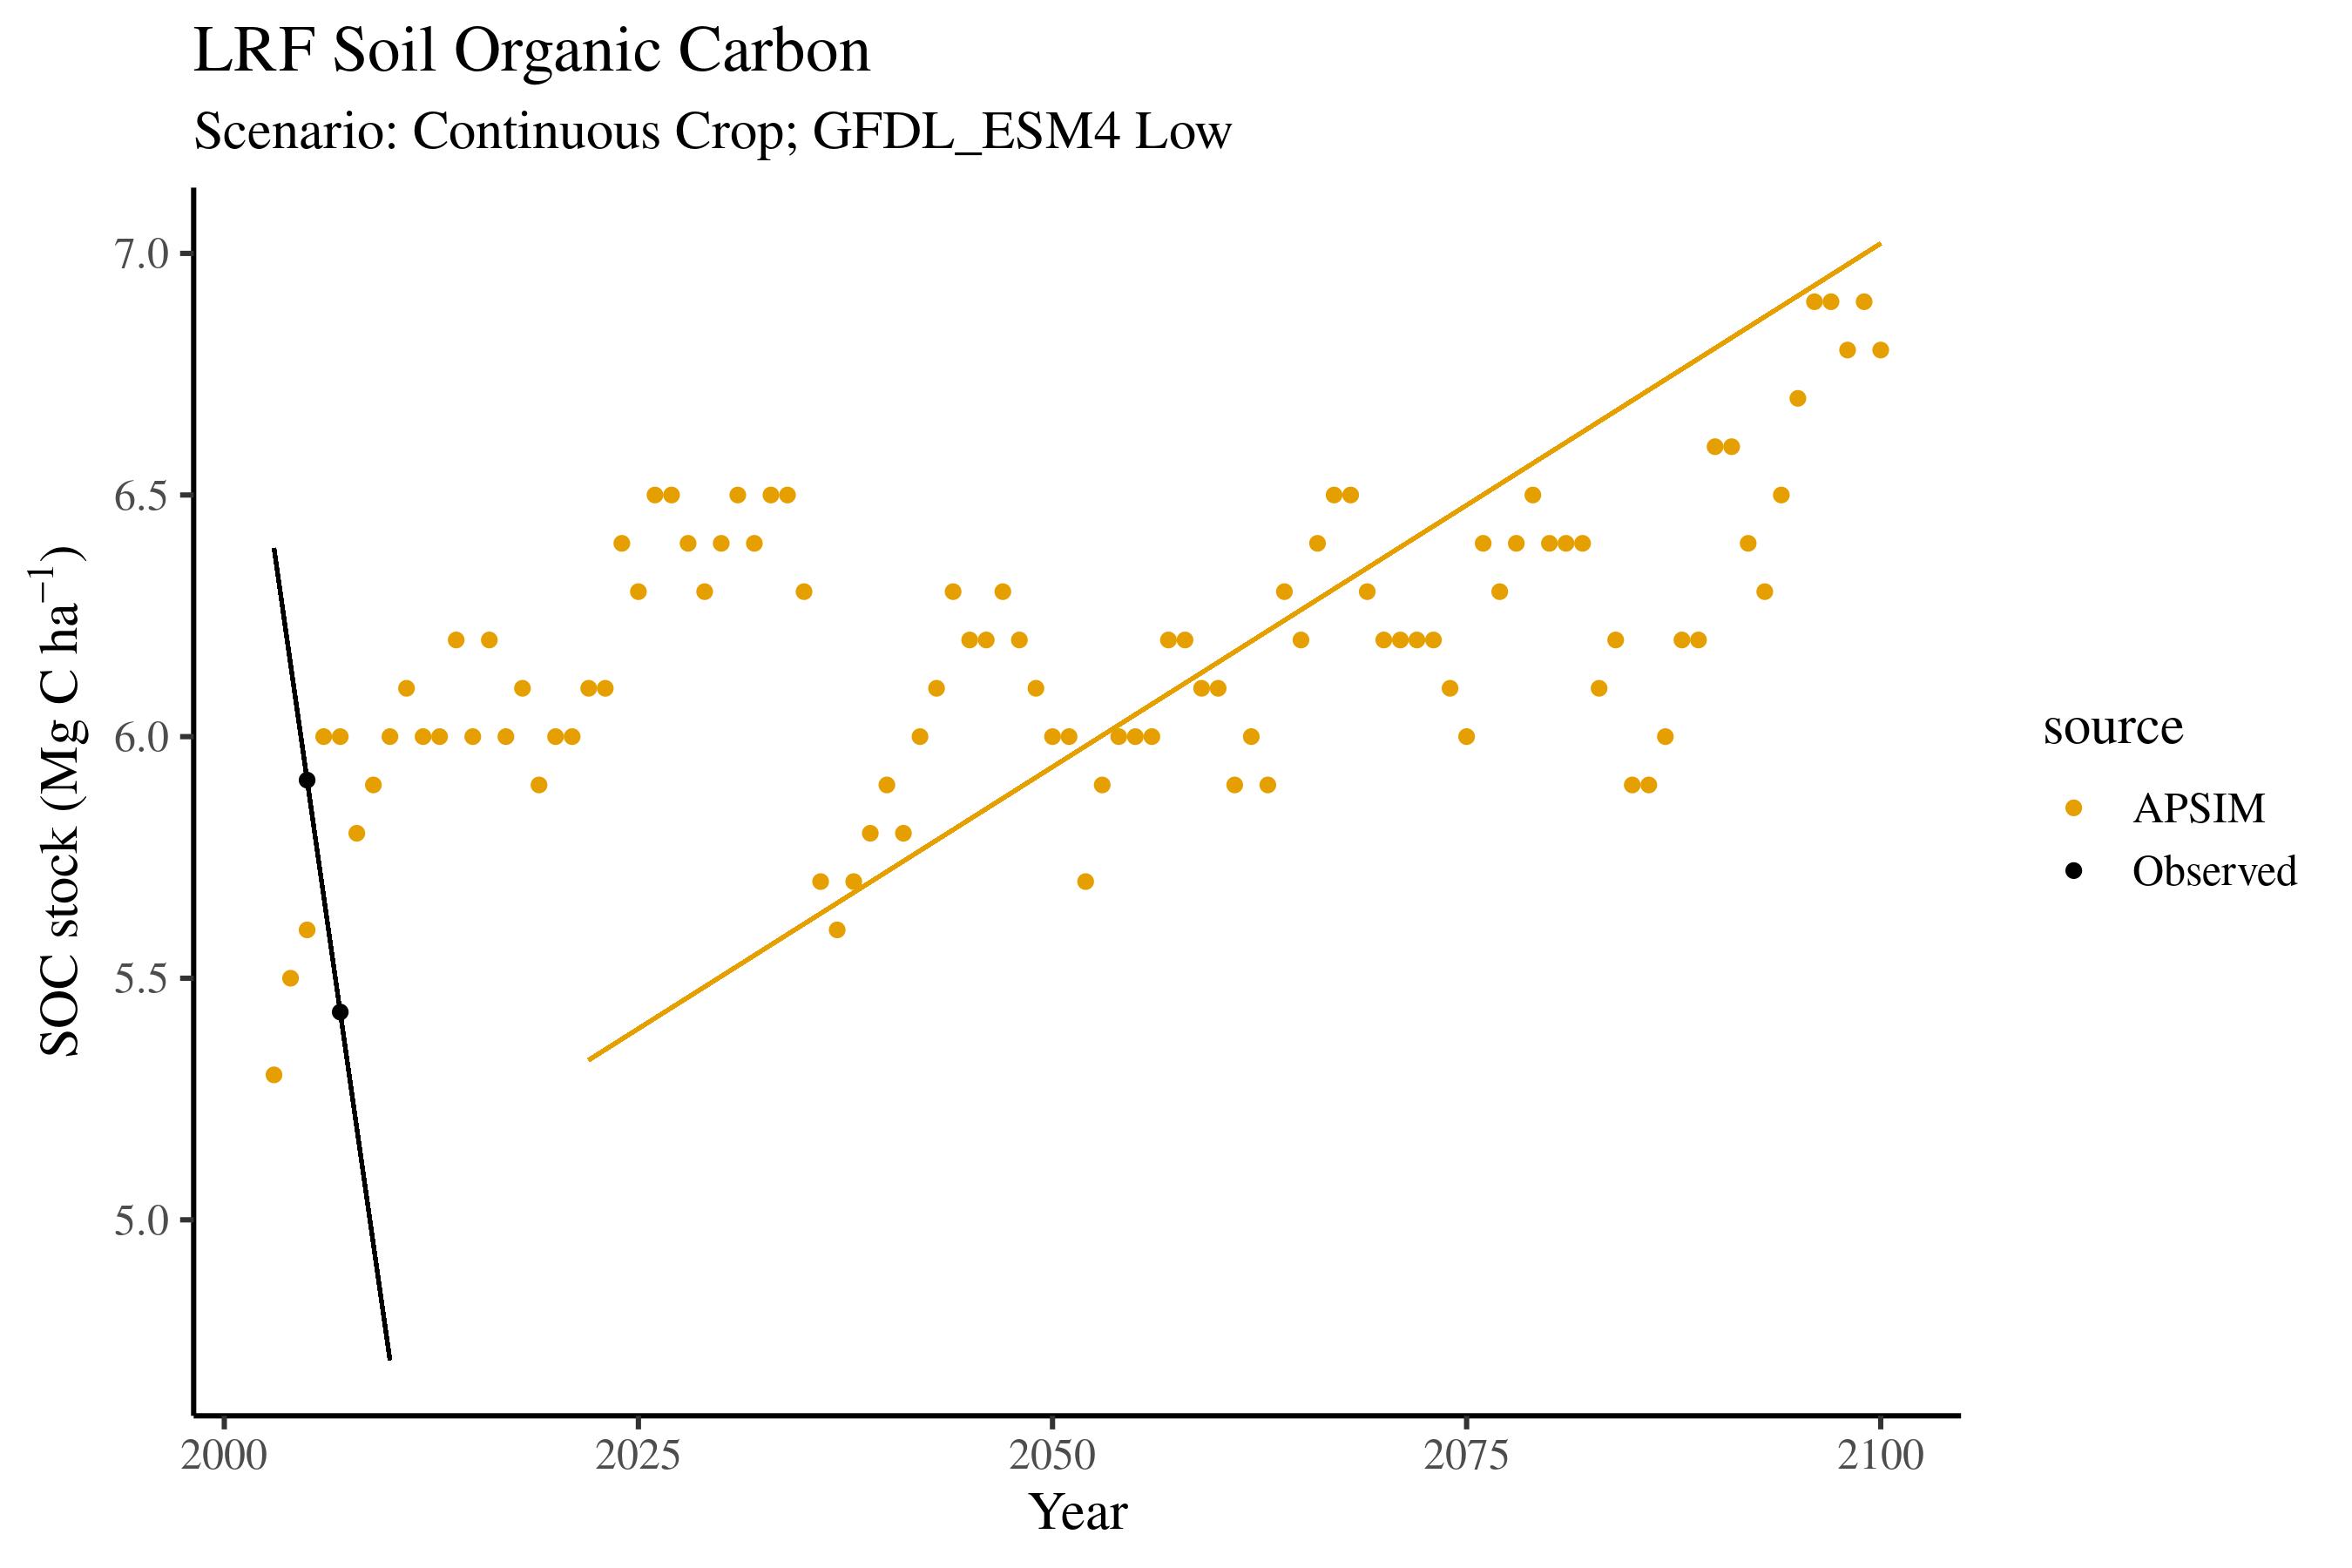 LRF Soil Organic Carbon
Scenario: Continuous Crop; GFDL_ESM4 Low
SOC stock (Mg C ha⁻¹)
7.0
6.5
6.0
5.5
5.0
2000 2025 2050 2075 2100
Year
source
APSIM
Observed